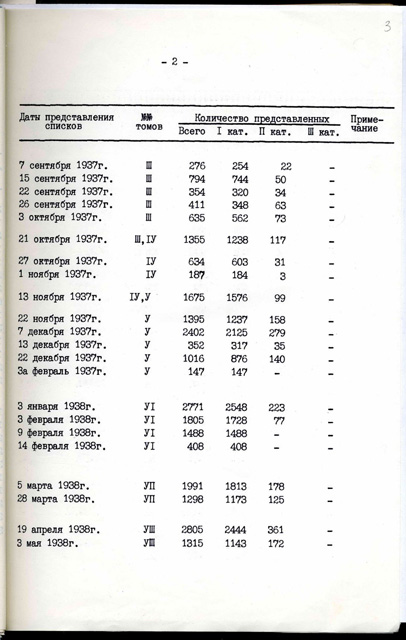 3
- 2 -
Даты представления списков №№ томов Количество представленных Примечание
Всего I кат. П кат. Ш кат.
7 сентября 1937г. Ш 276 254 22 -
15 сентября 1937г. Ш 794 744 50 -
22 сентября 1937г. Ш 354 320 34 -
26 сентября 1937г. Ш 411 348 63 -
3 октября 1937г. Ш 635 562 73 -
21 октября 1937г. Ш,IУ 1355 1238 117 -
27 октября 1937г. IУ 634 603 31 -
1 ноября 1937г. IУ 187 184 3 -
13 ноября 1937г. IУ,У 1675 1576 99 -
22 ноября 1937г. У 1395 1237 158 -
7 декабря 1937г. У 2402 2125 279 -
13 декабря 1937г. У 352 317 35 -
22 декабря 1937г. У 1016 876 140 -
За февраль 1937г. У 147 147 - -
3 января 1938г. УI 2771 2548 223 -
3 февраля 1938г. УI 1805 1728 77 -
9 февраля 1938г. УI 1488 1488 - -
14 февраля 1938г. УI 408 408 - -
5 марта 1938г. УП 1991 1813 178 -
28 марта 1938г. УП 1298 1173 125 -
19 апреля 1938г. УШ 2805 2444 361 -
3 мая 1938г. УШ 1315 1143 172 -